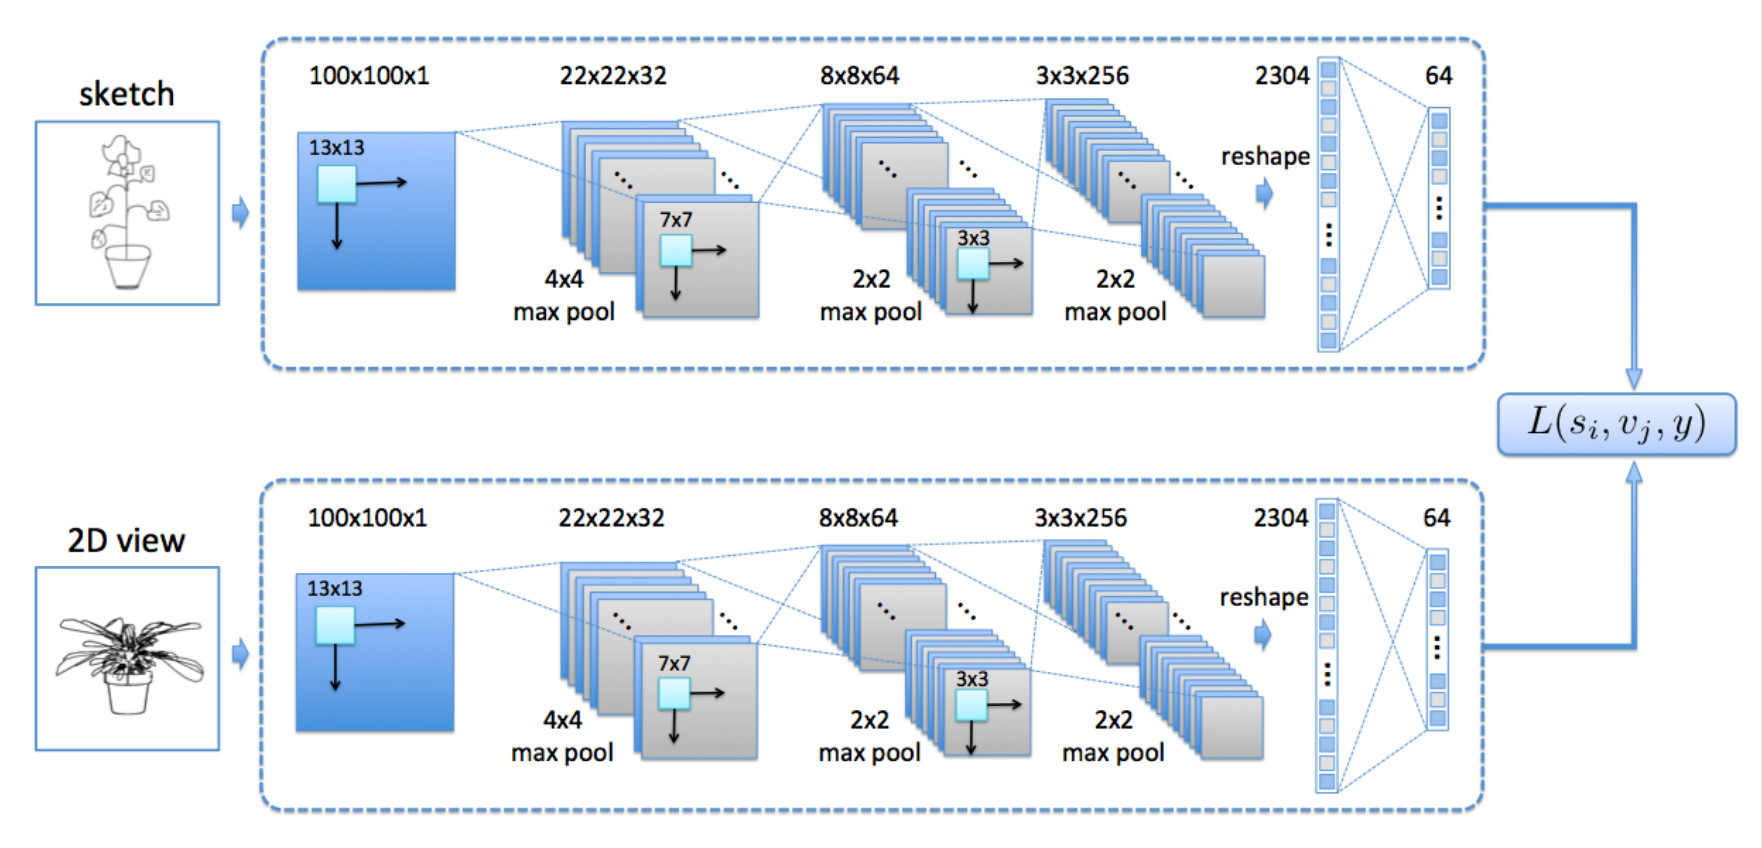 sketch
100x100x1
22x22x32
8x8x64
3x3x256
2304
64
13x13
7x7
3x3
reshape
4x4
max pool
2x2
max pool
2x2
max pool
L(s_i, v_j, y)
2D view
100x100x1
22x22x32
8x8x64
3x3x256
2304
64
13x13
7x7
3x3
reshape
4x4
max pool
2x2
max pool
2x2
max pool